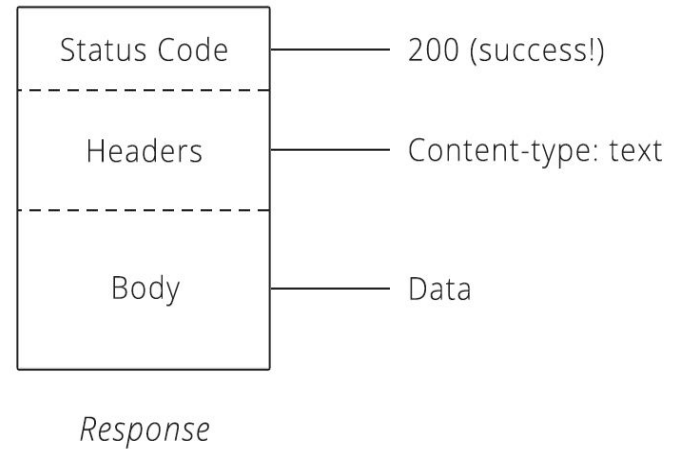 Status Code 200 (success!)
Headers Content-type: text
Body Data
Response